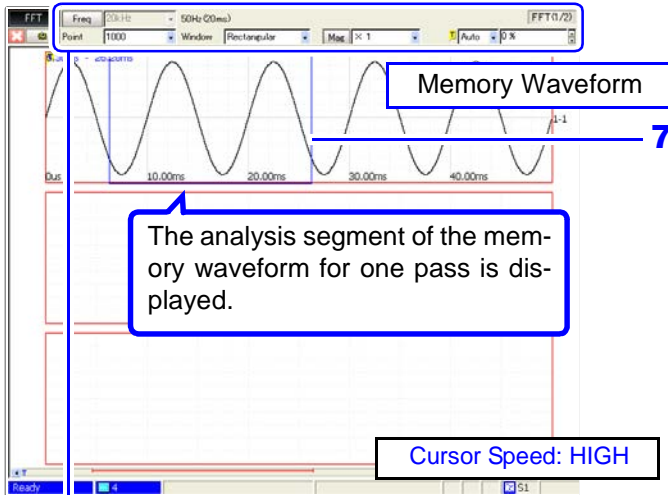 FFT Freq 20kHz 50Hz (20ms) FFT(1/2)
Point 1000 Window Rectangular Mag × 1 Auto 0 %
Memory Waveform
1-1
7
0us 10.00ms 20.00ms 30.00ms 40.00ms
The analysis segment of the mem-
ory waveform for one pass is dis-
played.
Cursor Speed: HIGH
Ready 4 S1